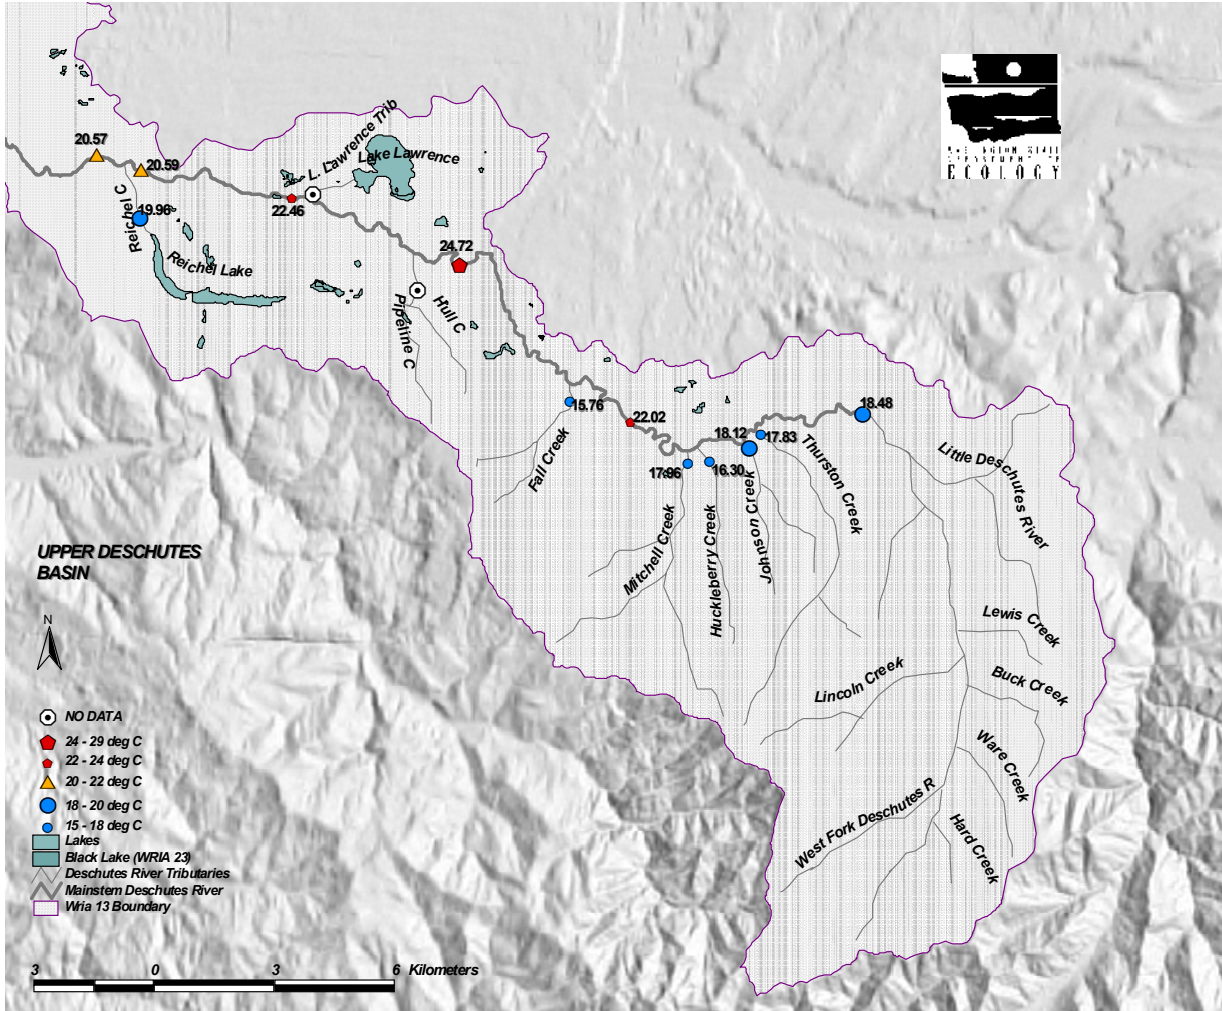 L. Lawrence Trib
20.57
20.59
Lake Lawrence
Reichel C
19.96
22.46
24.72
Reichel Lake
Pipeline C
Hull C
15.76
22.02
18.48
18.12
17.83
17.96
16.30
Fall Creek
Thurston Creek
Little Deschutes River
Mitchell Creek
Huckleberry Creek
Johnson Creek
Lewis Creek
Lincoln Creek
Buck Creek
Ware Creek
West Fork Deschutes R
Hard Creek
ECOLOGY
UPPER DESCHUTES
BASIN
N
NO DATA
24 - 29 deg C
22 - 24 deg C
20 - 22 deg C
18 - 20 deg C
15 - 18 deg C
Lakes
Black Lake (WRIA 23)
Deschutes River Tributaries
Mainstem Deschutes River
Wria 13 Boundary
3 0 3 6 Kilometers